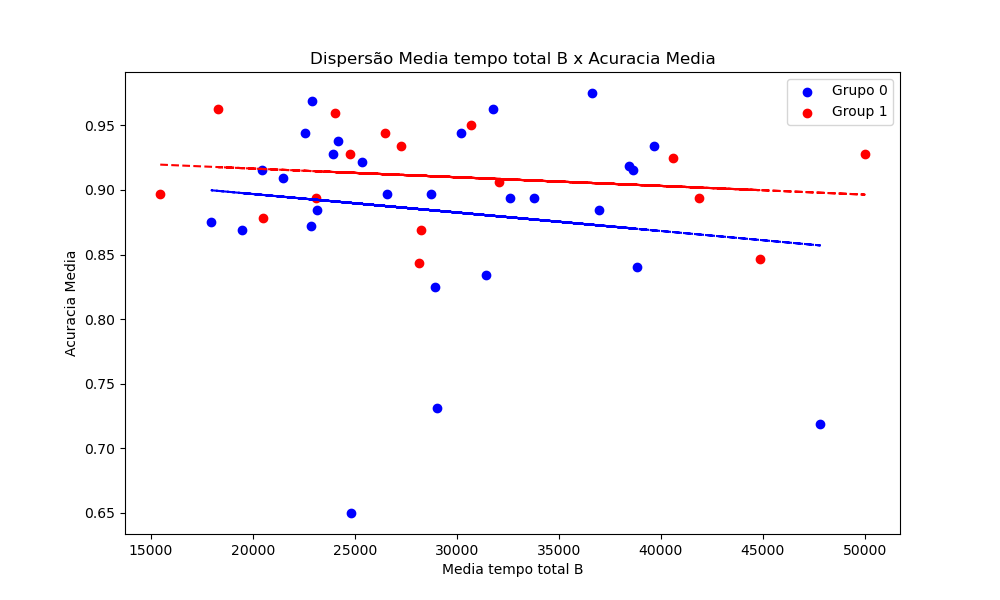 Dispersão Media tempo total B x Acuracia Media
Grupo 0
Group 1
Acuracia Media
0.95
0.90
0.85
0.80
0.75
0.70
0.65
15000 20000 25000 30000 35000 40000 45000 50000
Media tempo total B